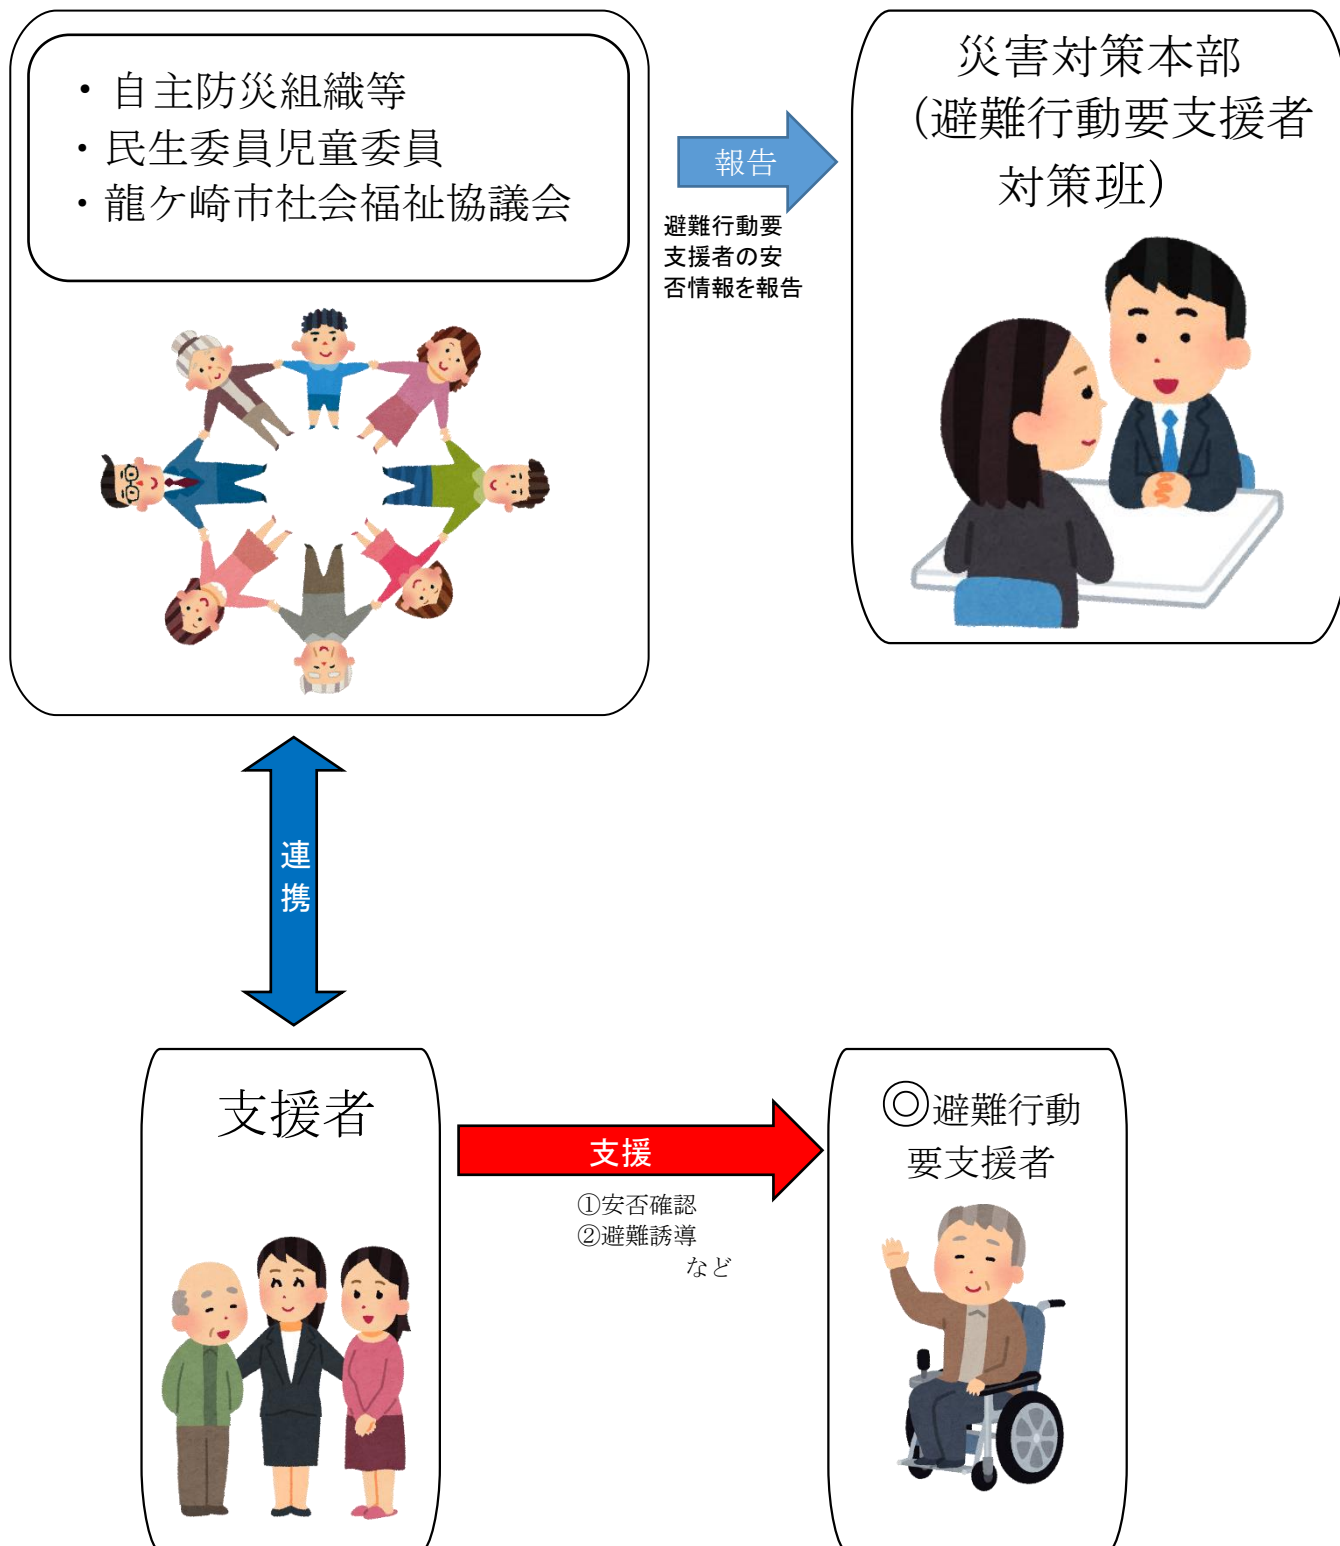 ・自主防災組織等
・民生委員児童委員
・龍ケ崎市社会福祉協議会
報告
避難行動要
支援者の安
否情報を報告
災害対策本部
（避難行動要支援者
対策班）
連
携
支援者
支援
①安否確認
②避難誘導
など
◎避難行動
要支援者